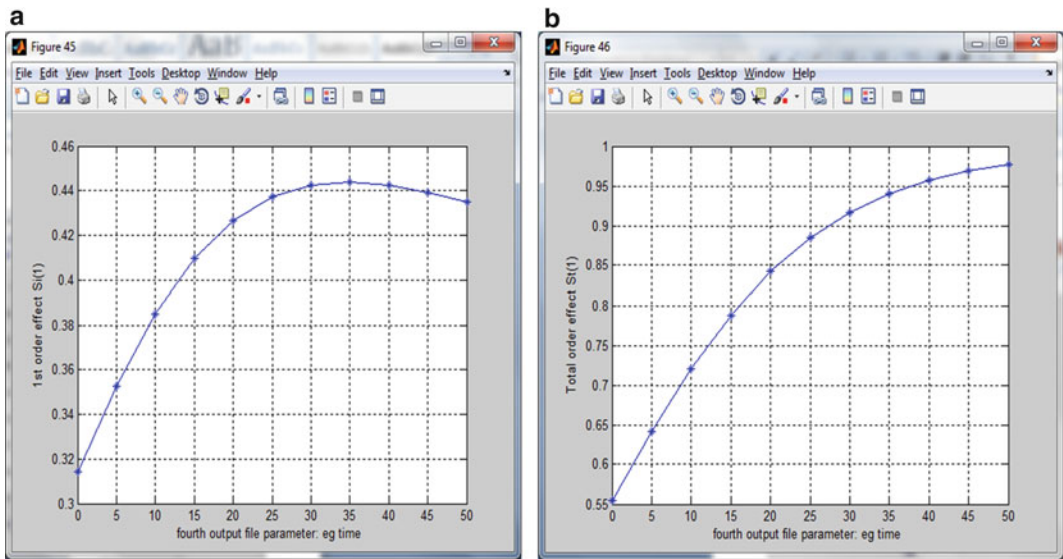 a
Figure 45
File Edit View Insert Tools Desktop Window Help
0.46
0.44
0.42
0.4
0.38
0.36
0.34
0.32
0.3
1st order effect Si(1)
0 5 10 15 20 25 30 35 40 45 50
fourth output file parameter: eg time
b
Figure 46
File Edit View Insert Tools Desktop Window Help
1
0.95
0.9
0.85
0.8
0.75
0.7
0.65
0.6
0.55
Total order effect St(1)
0 5 10 15 20 25 30 35 40 45 50
fourth output file parameter: eg time